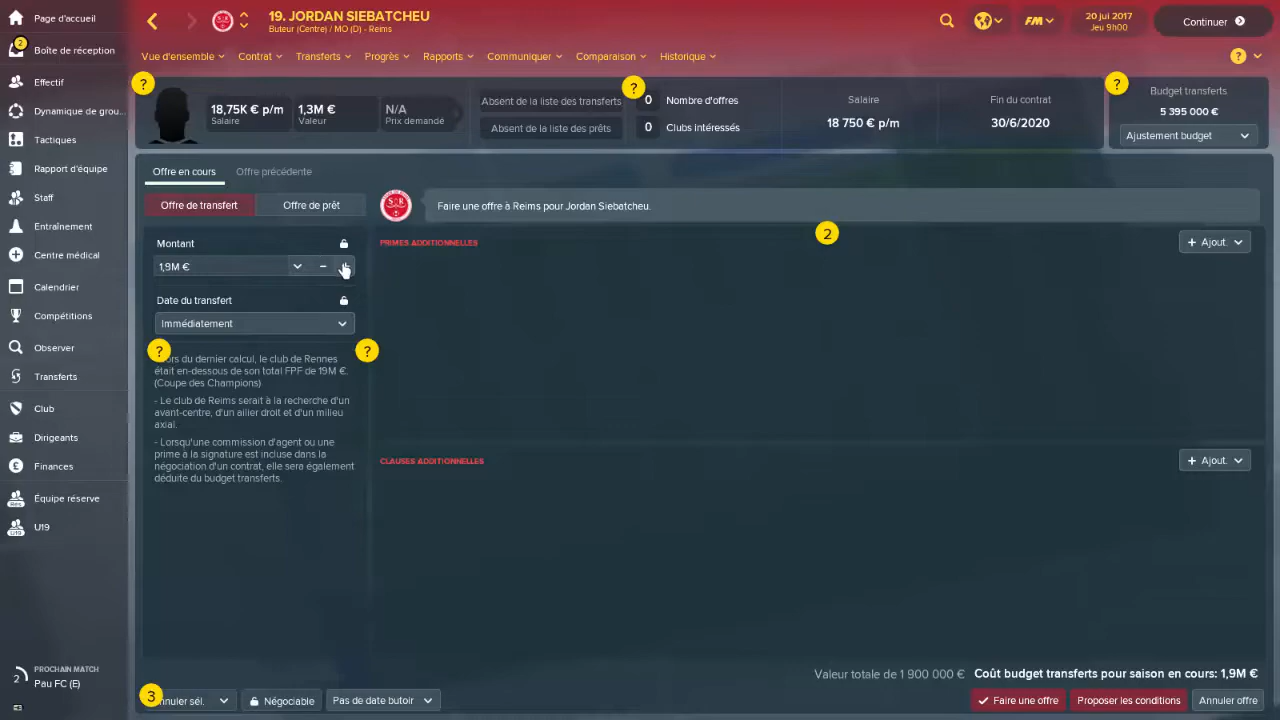 Page d'accueil
2
Boîte de réception
Effectif
Dynamique de grou...
Tactiques
Rapport d'équipe
Staff
Entraînement
Centre médical
Calendrier
Compétitions
Observer
Transferts
Club
Dirigeants
Finances
Équipe réserve
U19
PROCHAIN MATCH
2
Pau FC (E)
19. JORDAN SIEBATCHEU
Buteur (Centre) / MO (D) - Reims
FM
20 jui 2017
Jeu 9h00
Continuer
Vue d'ensemble
Contrat
Transferts
Progrès
Rapports
Communiquer
Comparaison
Historique
?
?
18,75K € p/m
Salaire
1,3M €
Valeur
N/A
Prix demandé
Absent de la liste des transferts
Absent de la liste des prêts
?
0 Nombre d'offres
0 Clubs intéressés
Salaire
18 750 € p/m
Fin du contrat
30/6/2020
?
Budget transferts
5 395 000 €
Ajustement budget
Offre en cours
Offre précédente
Offre de transfert
Offre de prêt
Faire une offre à Reims pour Jordan Siebatcheu.
Montant
1,9M €
Date du transfert
Immédiatement
?
?
ors du dernier calcul, le club de Rennes
était en-dessous de son total FPF de 19M €.
(Coupe des Champions)
- Le club de Reims serait à la recherche d'un
avant-centre, d'un ailier droit et d'un milieu
axial.
- Lorsqu'une commission d'agent ou une
prime à la signature est incluse dans la
négociation d'un contrat, elle sera également
déduite du budget transferts.
2
PRIMES ADDITIONNELLES
+ Ajout.
CLAUSES ADDITIONNELLES
+ Ajout.
Valeur totale de 1 900 000 € Coût budget transferts pour saison en cours: 1,9M €
3
nnuler sél.
Négociable
Pas de date butoir
Faire une offre
Proposer les conditions
Annuler offre